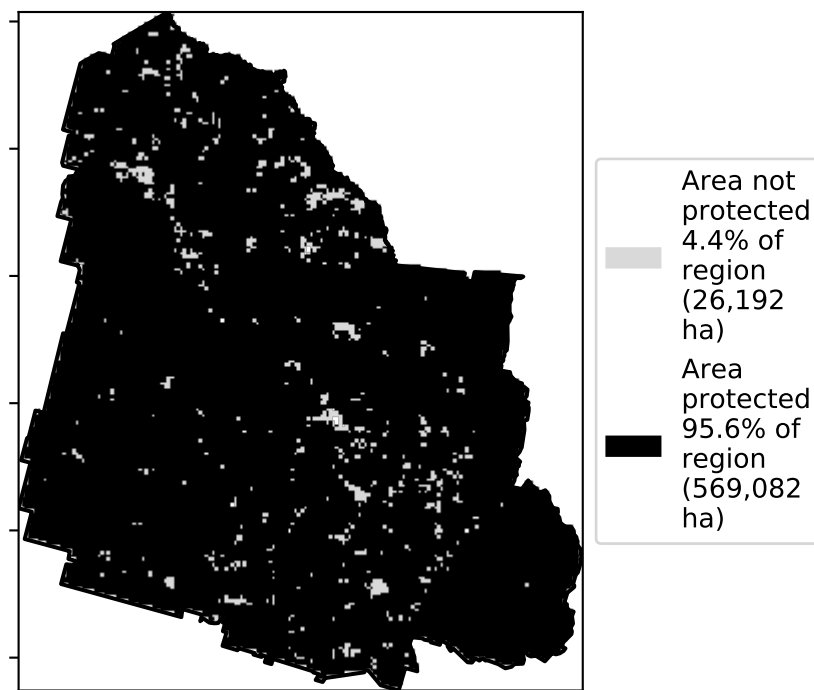 Area not
protected
4.4% of
region
(26,192
ha)
Area
protected
95.6% of
region
(569,082
ha)